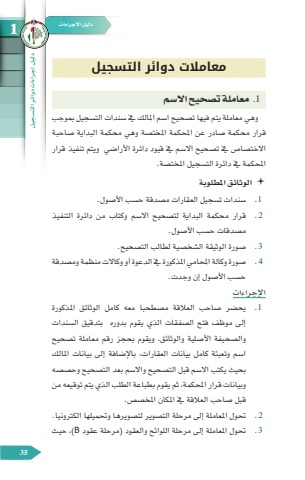 دليل الاجراءات
1
دليل إجراءات دوائر التسجيل
معاملات دوائر التسجيل
1. معاملة تصحيح الاسم
وهي معاملة يتم فيها تصحيح اسم المالك في سندات التسجيل بموجب
قرار محكمة صادر عن المحكمة المختصة وهي محكمة البداية صاحبة
الاختصاص في تصحيح الاسم في قيود دائرة الأراضي ويتم تنفيذ قرار
المحكمة في دائرة التسجيل المختصة.
الوثائق المطلوبة
1. سندات تسجيل العقارات مصدقة حسب الأصول.
2. قرار محكمة البداية لتصحيح الاسم وكتاب من دائرة التنفيذ
مصدقات حسب الأصول.
3. صورة الوثيقة الشخصية لطالب التصحيح.
4. صورة وكالة المحامي المذكورة في الدعوة أو وكالات منظمة ومصدقة
حسب الأصول إن وجدت.
الإجراءات
1. يحضر صاحب العلاقة مصطحبا معه كامل الوثائق المذكورة
إلى موظف فتح الصفقات الذي يقوم بدوره بتدقيق السندات
والصحيفة الأصلية والوثائق، ويقوم بحجز رقم معاملة تصحيح
اسم وتعبئة كامل بيانات العقارات، بالإضافة إلى بيانات المالك
بحيث يكتب الاسم قبل التصحيح والاسم بعد التصحيح وحصصه
وبيانات قرار المحكمة، ثم يقوم بطباعة الطلب الذي يتم توقيعه من
قبل صاحب العلاقة في المكان المخصص.
2. تحول المعاملة إلى مرحلة التصوير لتصويرها وتحميلها الكترونيا.
3. تحول المعاملة إلى مرحلة اللوائح والعقود (مرحلة عقود B)، حيث
35